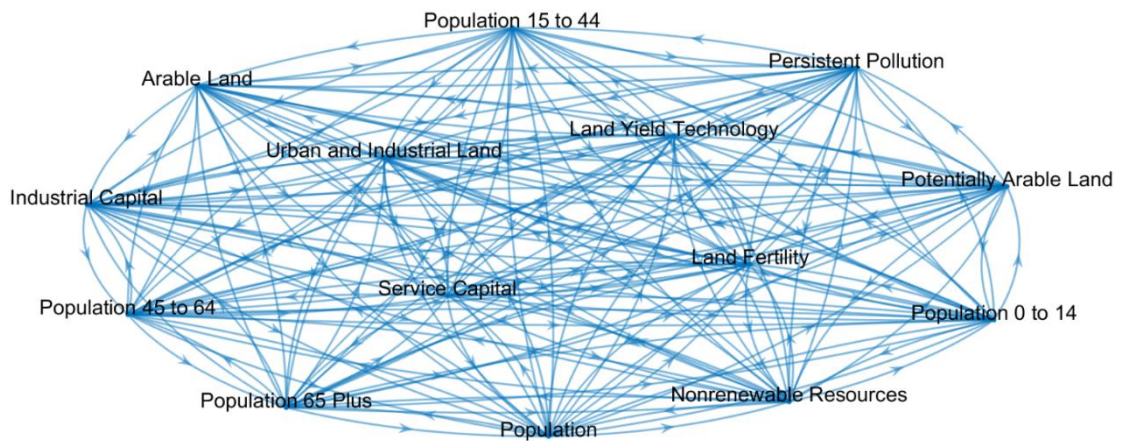 Population 15 to 44
Persistent Pollution
Arable Land
Land Yield Technology
Urban and Industrial Land
Potentially Arable Land
Industrial Capital
Land Fertility
Service Capital
Population 45 to 64
Population 0 to 14
Nonrenewable Resources
Population 65 Plus
Population